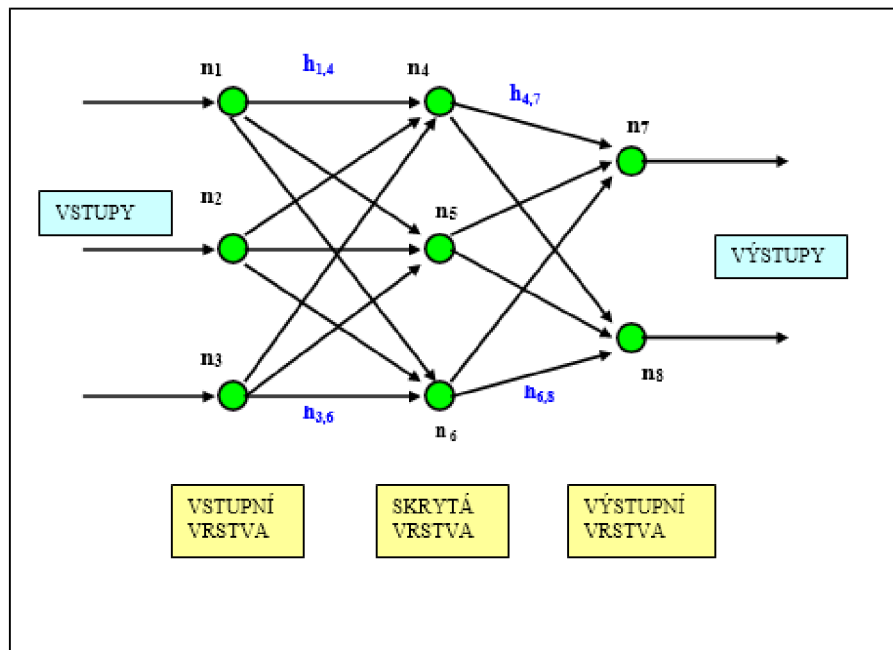 n1
h1,4
n4
h4,7
n7
n2
VSTUPY
n5
VÝSTUPY
n3
h3,6
n6
h6,8
n8
VSTUPNÍ
VRSTVA
SKRYTÁ
VRSTVA
VÝSTUPNÍ
VRSTVA